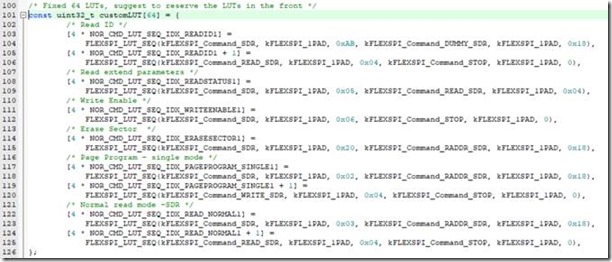 100 /* Fixed 64 LUTs, suggest to reserve the LUTs in the front */
101 const uint32_t customLUT[64] = {
102 /* Read ID */
103 [4 * NOR_CMD_LUT_SEQ_IDX_READID1] =
104 FLEXSPI_LUT_SEQ(kFLEXSPI_Command_SDR, kFLEXSPI_1PAD, 0xAB, kFLEXSPI_Command_DUMMY_SDR, kFLEXSPI_1PAD, 0x18),
105 [4 * NOR_CMD_LUT_SEQ_IDX_READID1 + 1] =
106 FLEXSPI_LUT_SEQ(kFLEXSPI_Command_READ_SDR, kFLEXSPI_1PAD, 0x04, kFLEXSPI_Command_STOP, kFLEXSPI_1PAD, 0),
107 /* Read extend parameters */
108 [4 * NOR_CMD_LUT_SEQ_IDX_READSTATUS1] =
109 FLEXSPI_LUT_SEQ(kFLEXSPI_Command_SDR, kFLEXSPI_1PAD, 0x05, kFLEXSPI_Command_READ_SDR, kFLEXSPI_1PAD, 0x04),
110 /* Write Enable */
111 [4 * NOR_CMD_LUT_SEQ_IDX_WRITEENABLE1] =
112 FLEXSPI_LUT_SEQ(kFLEXSPI_Command_SDR, kFLEXSPI_1PAD, 0x06, kFLEXSPI_Command_STOP, kFLEXSPI_1PAD, 0),
113 /* Erase Sector */
114 [4 * NOR_CMD_LUT_SEQ_IDX_ERASESECTOR1] =
115 FLEXSPI_LUT_SEQ(kFLEXSPI_Command_SDR, kFLEXSPI_1PAD, 0x20, kFLEXSPI_Command_RADDR_SDR, kFLEXSPI_1PAD, 0x18),
116 /* Page Program - single mode */
117 [4 * NOR_CMD_LUT_SEQ_IDX_PAGEPROGRAM_SINGLE1] =
118 FLEXSPI_LUT_SEQ(kFLEXSPI_Command_SDR, kFLEXSPI_1PAD, 0x02, kFLEXSPI_Command_RADDR_SDR, kFLEXSPI_1PAD, 0x18),
119 [4 * NOR_CMD_LUT_SEQ_IDX_PAGEPROGRAM_SINGLE1 + 1] =
120 FLEXSPI_LUT_SEQ(kFLEXSPI_Command_WRITE_SDR, kFLEXSPI_1PAD, 0x04, kFLEXSPI_Command_STOP, kFLEXSPI_1PAD, 0),
121 /* Normal read mode -SDR */
122 [4 * NOR_CMD_LUT_SEQ_IDX_READ_NORMAL1] =
123 FLEXSPI_LUT_SEQ(kFLEXSPI_Command_SDR, kFLEXSPI_1PAD, 0x03, kFLEXSPI_Command_RADDR_SDR, kFLEXSPI_1PAD, 0x18),
124 [4 * NOR_CMD_LUT_SEQ_IDX_READ_NORMAL1 + 1] =
125 FLEXSPI_LUT_SEQ(kFLEXSPI_Command_READ_SDR, kFLEXSPI_1PAD, 0x04, kFLEXSPI_Command_STOP, kFLEXSPI_1PAD, 0),
126 };